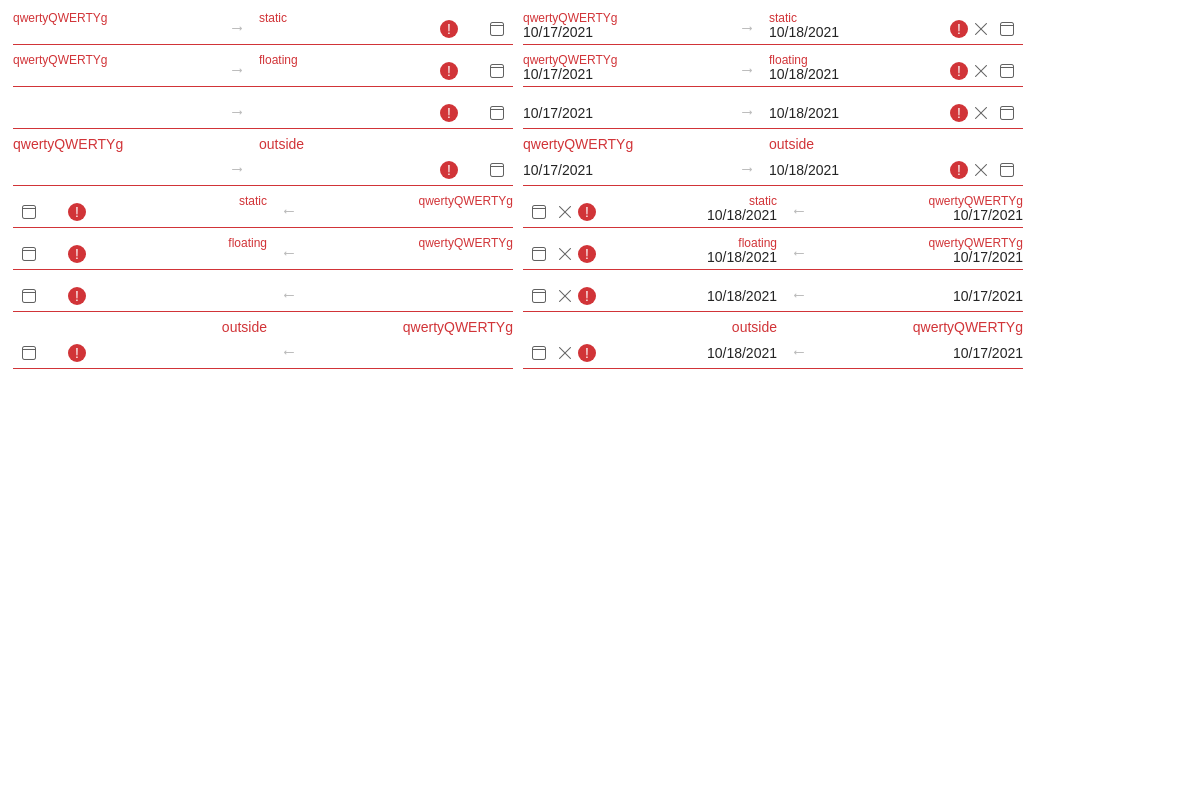 qwertyQWERTYg → static !
qwertyQWERTYg → floating !
→ !
qwertyQWERTYg outside
→ !
! static ← qwertyQWERTYg
! floating ← qwertyQWERTYg
! ←
outside qwertyQWERTYg
! ←
qwertyQWERTYg static
10/17/2021 → 10/18/2021 !
qwertyQWERTYg floating
10/17/2021 → 10/18/2021 !
10/17/2021 → 10/18/2021 !
qwertyQWERTYg outside
10/17/2021 → 10/18/2021 !
static qwertyQWERTYg
! 10/18/2021 ← 10/17/2021
floating qwertyQWERTYg
! 10/18/2021 ← 10/17/2021
! 10/18/2021 ← 10/17/2021
outside qwertyQWERTYg
! 10/18/2021 ← 10/17/2021